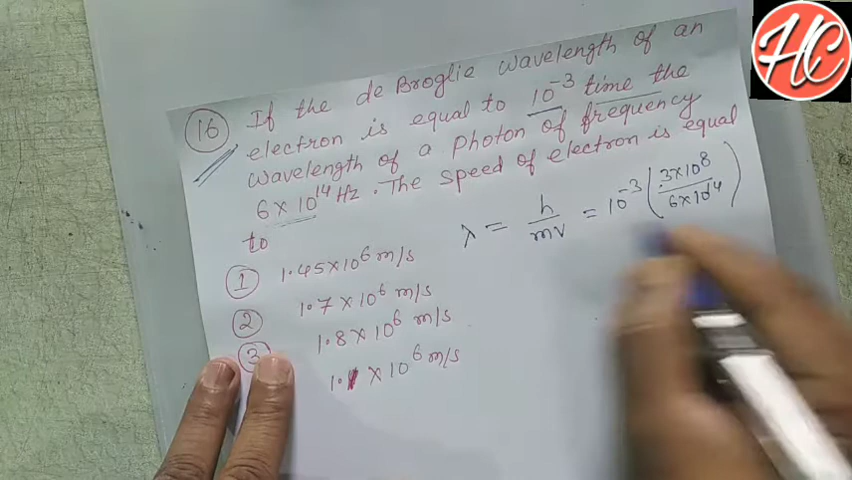 HC
16 If the de Broglie wavelength of an
electron is equal to 10⁻³ time the
wavelength of a photon of frequency
6 × 10¹⁴ Hz. The speed of electron is equal
to
λ = h/mv = 10⁻³ (3×10⁸/6×10¹⁴)
1 1.45×10⁶ m/s
2 1.7 × 10⁶ m/s
3 1.8 × 10⁶ m/s
× 10⁶ m/s